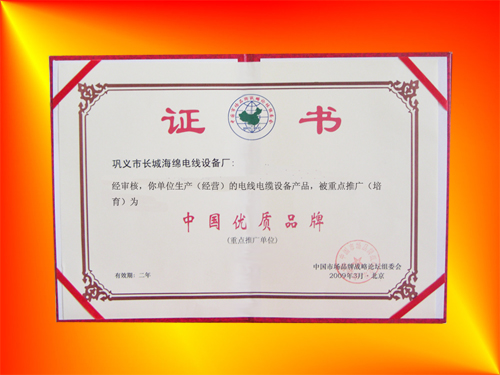 证 书
巩义市长城海绵电线设备厂：
经审核，你单位生产（经营）的电线电缆设备产品，被重点推广（培
育）为
中国优质品牌
（重点推广单位）
有效期：二年
中国市场品牌战略论坛组委会
2009年3月·北京